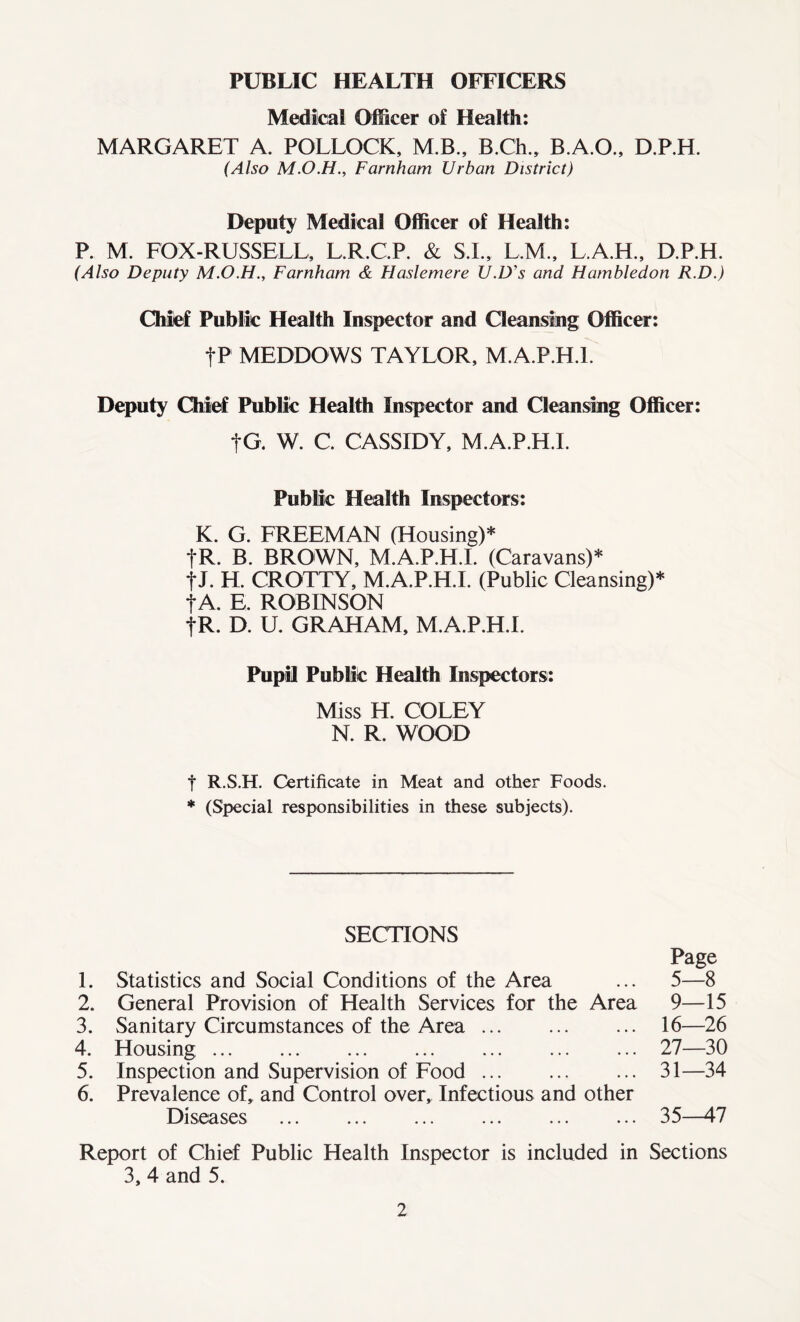 PUBLIC HEALTH OFFICERS
Medical Officer of Health:
MARGARET A. POLLOCK, M.B., B.Ch., B.A.O., D.P.H.
(Also M.O.H., Farnham Urban District)
Deputy Medical Officer of Health:
P. M. FOX-RUSSELL, L.R.C.P. & S.I., L.M., L.A.H., D.P.H.
(Also Deputy M.O.H., Farnham & Haslemere U.D's and Hambledon R.D.)
Chief Public Health Inspector and Cleansing Officer:
†P MEDDOWS TAYLOR, M.A.P.H.I.
Deputy Chief Public Health Inspector and Cleansing Officer:
†G. W. C. CASSIDY, M.A.P.H.I.
Public Health Inspectors:
K. G. FREEMAN (Housing)*
†R. B. BROWN, M.A.P.H.I. (Caravans)*
†J. H. CROTTY, M.A.P.H.I. (Public Cleansing)*
†A. E. ROBINSON
†R. D. U. GRAHAM, M.A.P.H.I.
Pupil Public Health Inspectors:
Miss H. COLEY
N. R. WOOD
† R.S.H. Certificate in Meat and other Foods.
* (Special responsibilities in these subjects).
SECTIONS
Page
1. Statistics and Social Conditions of the Area ... 5—8
2. General Provision of Health Services for the Area 9—15
3. Sanitary Circumstances of the Area ... ... ... 16—26
4. Housing ... ... ... ... ... ... ... 27—30
5. Inspection and Supervision of Food ... ... ... 31—34
6. Prevalence of, and Control over, Infectious and other
Diseases ... ... ... ... ... ... 35—47
Report of Chief Public Health Inspector is included in Sections
3, 4 and 5.
2